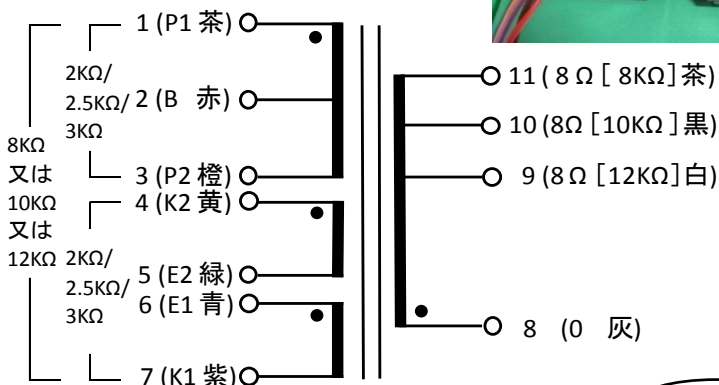 1 (P1 茶)
2 (B 赤)
3 (P2 橙)
4 (K2 黄)
5 (E2 緑)
6 (E1 青)
7 (K1 紫)
2KΩ/
2.5KΩ/
3KΩ
8KΩ
又は
10KΩ
又は
12KΩ
2KΩ/
2.5KΩ/
3KΩ
11 ( 8 Ω [ 8KΩ] 茶)
10 (8Ω [10KΩ ] 黒)
9 (8 Ω [12KΩ] 白)
8 (0 灰)